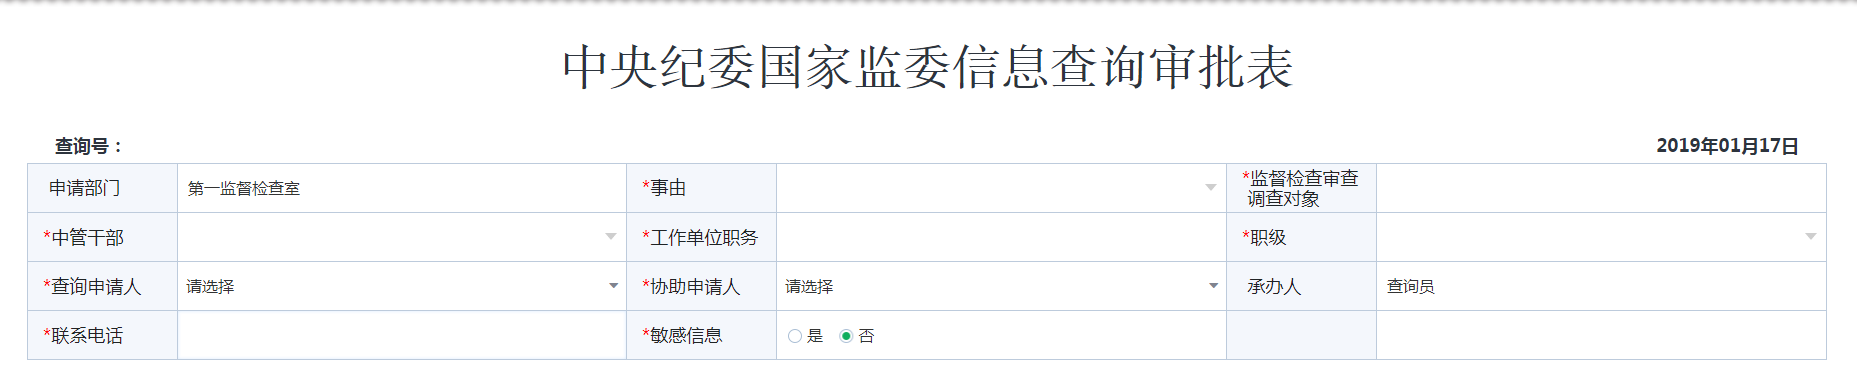 中央纪委国家监委信息查询审批表
查询号：
2019年01月17日
申请部门 第一监督检查室 *事由 *监督检查审查
调查对象
*中管干部 *工作单位职务 *职级
*查询申请人 请选择 *协助申请人 请选择 承办人 查询员
*联系电话 *敏感信息 是 否